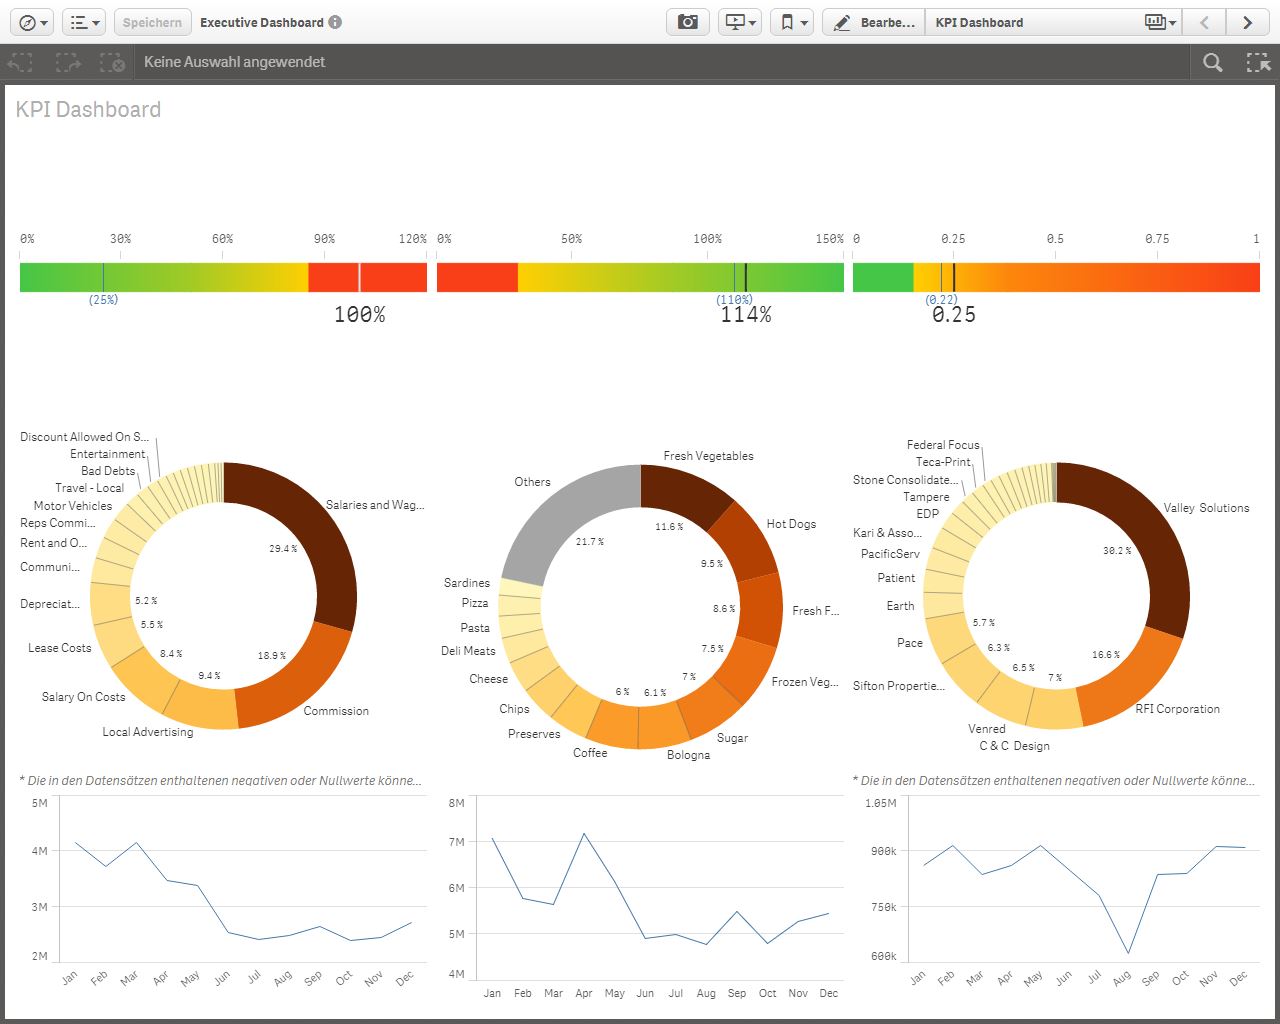 Speichern
Executive Dashboard
Bearbe...
KPI Dashboard
Keine Auswahl angewendet
KPI Dashboard
0% 30% 60% 90% 120%
(25%)
100%
0% 50% 100% 150%
(110%)
114%
0 0.25 0.5 0.75 1
(0.22)
0.25
Discount Allowed On S...
Entertainment
Bad Debts
Travel - Local
Motor Vehicles
Reps Commi...
Rent and O...
Communi...
Depreciat...
Lease Costs
Salary On Costs
Local Advertising
Commission
Salaries and Wag...
29.4 %
18.9 %
9.4 %
8.4 %
5.5 %
5.2 %
Others
Fresh Vegetables
Hot Dogs
Fresh F...
Frozen Veg...
Sugar
Bologna
Coffee
Preserves
Chips
Cheese
Deli Meats
Pasta
Pizza
Sardines
21.7 %
11.6 %
9.5 %
8.6 %
7.5 %
7 %
6.1 %
6 %
Federal Focus
Teca-Print
Stone Consolidate...
Tampere
EDP
Kari & Asso...
PacificServ
Patient
Earth
Pace
Sifton Propertie...
Venred
C & C Design
RFI Corporation
Valley Solutions
30.2 %
16.6 %
7 %
6.5 %
6.3 %
5.7 %
* Die in den Datensätzen enthaltenen negativen oder Nullwerte könne...
* Die in den Datensätzen enthaltenen negativen oder Nullwerte könne...
5M
4M
3M
2M
Jan Feb Mar Apr May Jun Jul Aug Sep Oct Nov Dec
8M
7M
6M
5M
4M
Jan Feb Mar Apr May Jun Jul Aug Sep Oct Nov Dec
1.05M
900k
750k
600k
Jan Feb Mar Apr May Jun Jul Aug Sep Oct Nov Dec